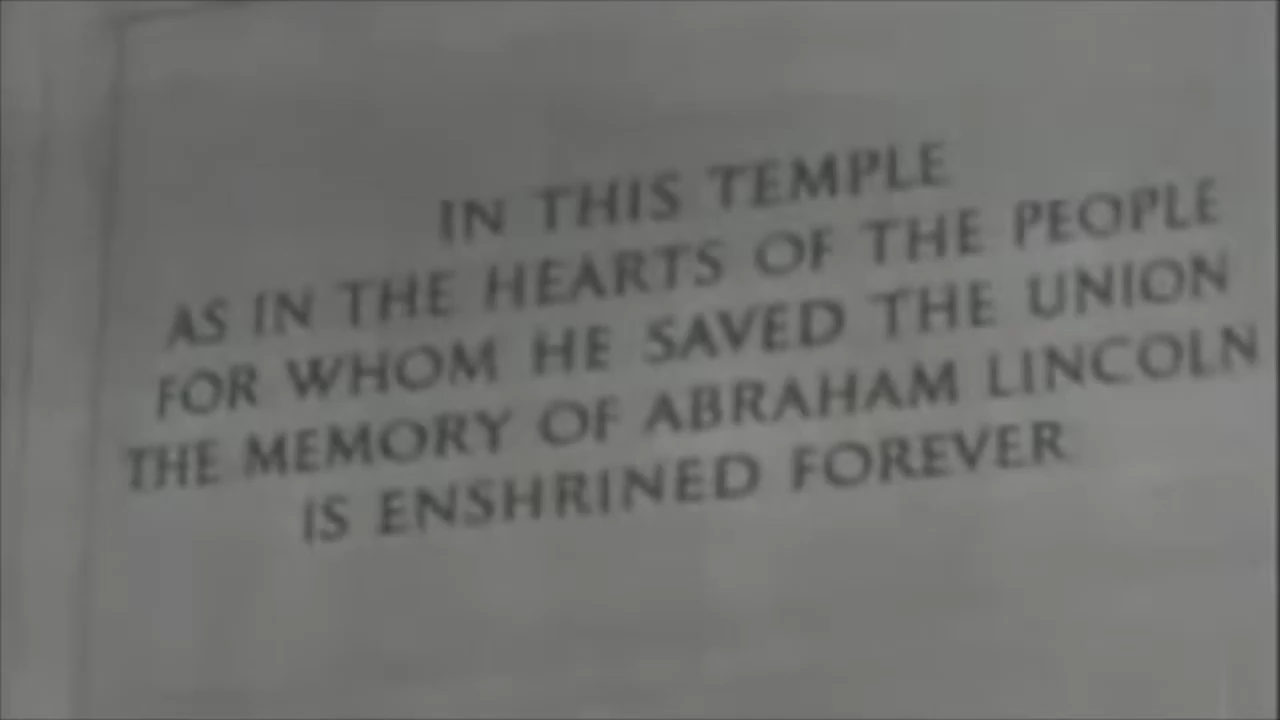 IN THIS TEMPLE
AS IN THE HEARTS OF THE PEOPLE
FOR WHOM HE SAVED THE UNION
THE MEMORY OF ABRAHAM LINCOLN
IS ENSHRINED FOREVER